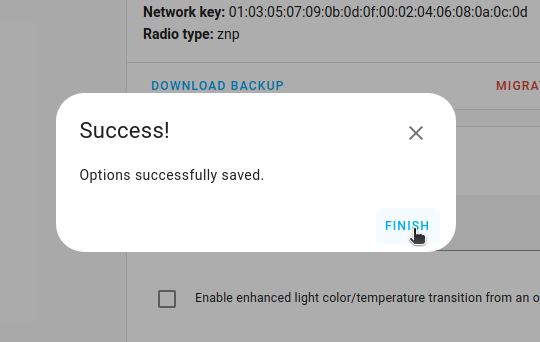 Network key: 01:03:05:07:09:0b:0d:0f:00:02:04:06:08:0a:0c:0d
Radio type: znp
DOWNLOAD BACKUP
MIGRA
Success!
Options successfully saved.
FINISH
Enable enhanced light color/temperature transition from an o